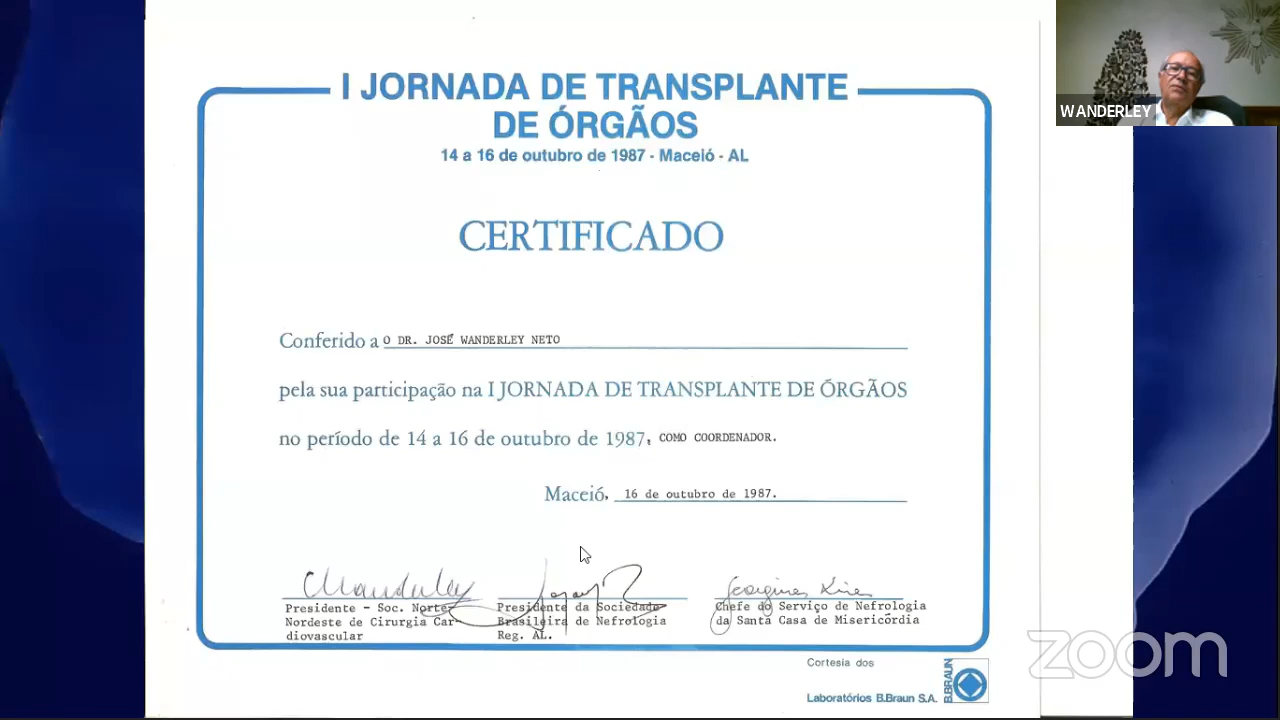 I JORNADA DE TRANSPLANTE
DE ÓRGÃOS
14 a 16 de outubro de 1987 - Maceió - AL
CERTIFICADO
Conferido a O DR. JOSÉ WANDERLEY NETO
pela sua participação na I JORNADA DE TRANSPLANTE DE ÓRGÃOS
no período de 14 a 16 de outubro de 1987, COMO COORDENADOR.
Maceió, 16 de outubro de 1987.
Presidente - Soc. Norte-
Nordeste de Cirurgia Car-
diovascular
Presidente da Sociedade
Brasileira de Nefrologia
Reg. AL.
Chefe do Serviço de Nefrologia
da Santa Casa de Misericórdia
Cortesia dos
Laboratórios B.Braun S.A.
B.BRAUN
WANDERLEY
zoom